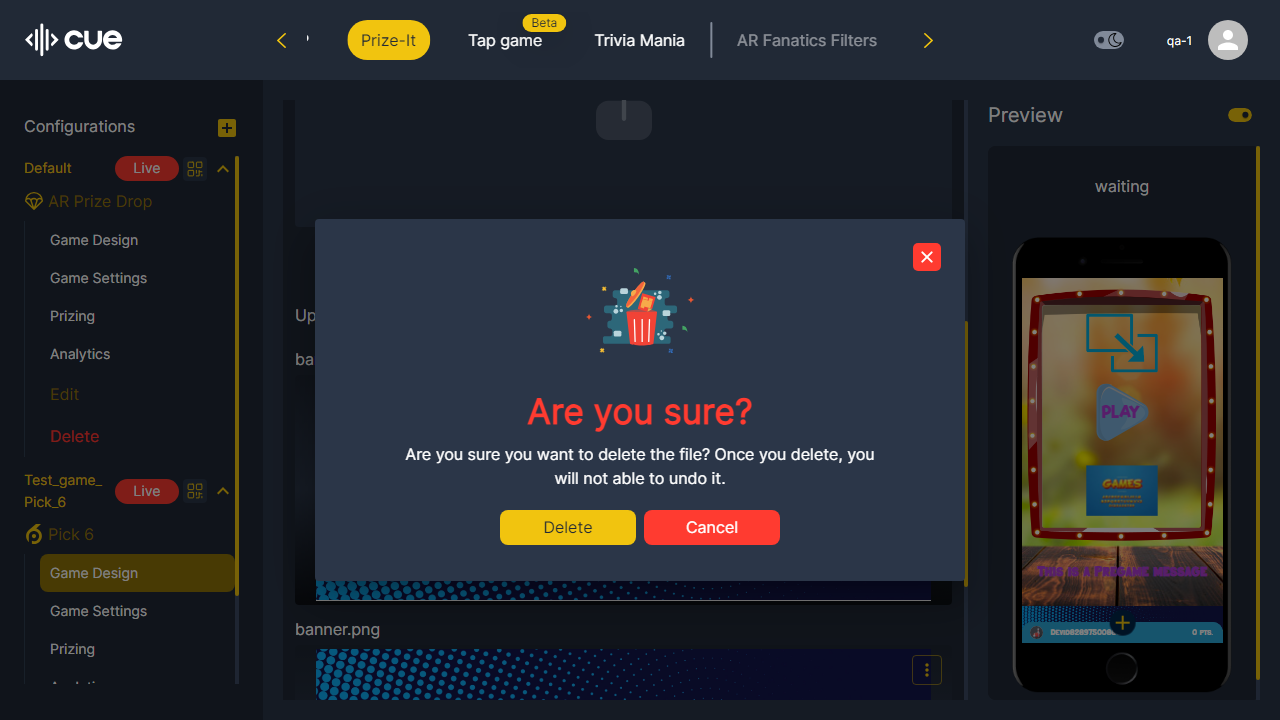 cue
Prize-It
Tap game
Beta
Trivia Mania
AR Fanatics Filters
qa-1
Configurations
Default
Live
AR Prize Drop
Game Design
Game Settings
Prizing
Analytics
Edit
Delete
Test_game_
Pick_6
Live
Pick 6
Game Design
Game Settings
Prizing
Up
ba
Are you sure?
Are you sure you want to delete the file? Once you delete, you
will not able to undo it.
Delete
Cancel
banner.png
Preview
waiting
PLAY
GAMES
This is a Pregame message
0 pts.